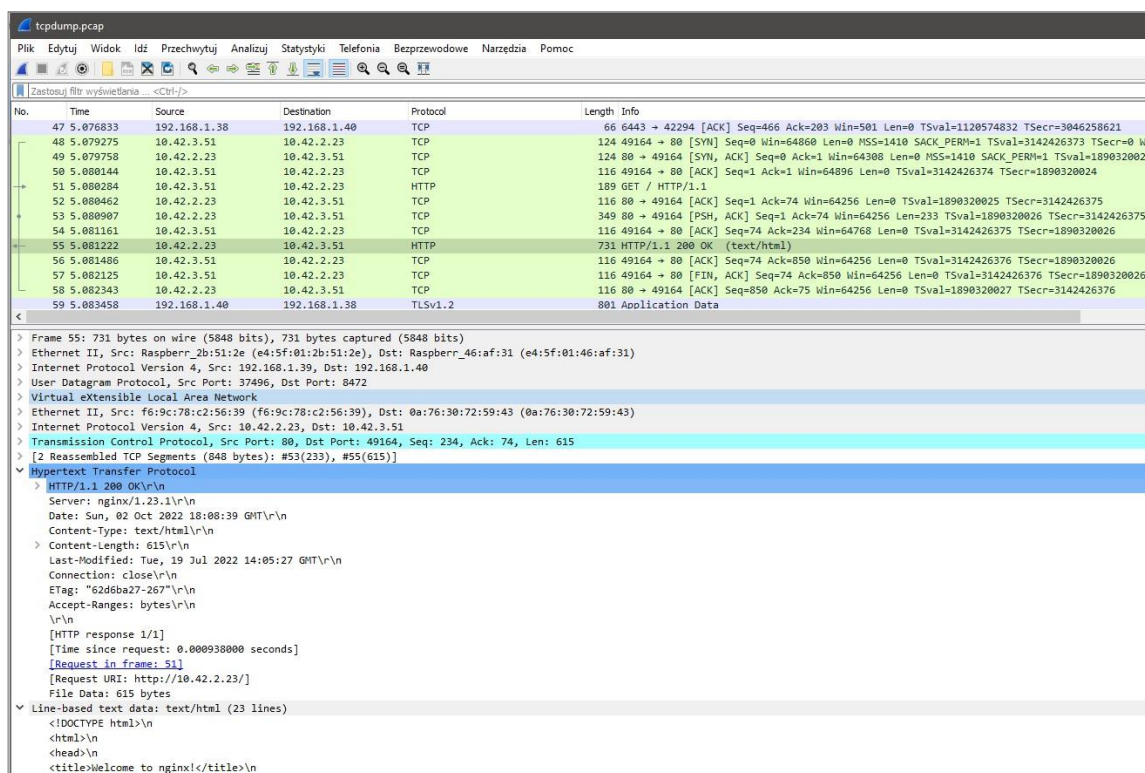 tcpdump.pcap
Plik Edytuj Widok Idź Przechwytuj Analizuj Statystyki Telefonia Bezprzewodowe Narzędzia Pomoc
Zastosuj filtr wyświetlania ... <Ctrl-/>
No. Time Source Destination Protocol Length Info
47 5.076833 192.168.1.38 192.168.1.40 TCP 66 6443 → 42294 [ACK] Seq=466 Ack=203 Win=501 Len=0 TSval=1120574832 TSecr=3046258621
48 5.079275 10.42.3.51 10.42.2.23 TCP 124 49164 → 80 [SYN] Seq=0 Win=64860 Len=0 MSS=1410 SACK_PERM=1 TSval=3142426373 TSecr=0 W
49 5.079758 10.42.2.23 10.42.3.51 TCP 124 80 → 49164 [SYN, ACK] Seq=0 Ack=1 Win=64308 Len=0 MSS=1410 SACK_PERM=1 TSval=189032002
50 5.080144 10.42.3.51 10.42.2.23 TCP 116 49164 → 80 [ACK] Seq=1 Ack=1 Win=64896 Len=0 TSval=3142426374 TSecr=1890320024
51 5.080284 10.42.3.51 10.42.2.23 HTTP 189 GET / HTTP/1.1
52 5.080462 10.42.2.23 10.42.3.51 TCP 116 80 → 49164 [ACK] Seq=1 Ack=74 Win=64256 Len=0 TSval=1890320025 TSecr=3142426375
53 5.080907 10.42.2.23 10.42.3.51 TCP 349 80 → 49164 [PSH, ACK] Seq=1 Ack=74 Win=64256 Len=233 TSval=1890320026 TSecr=3142426375
54 5.081161 10.42.3.51 10.42.2.23 TCP 116 49164 → 80 [ACK] Seq=74 Ack=234 Win=64768 Len=0 TSval=3142426375 TSecr=1890320026
55 5.081222 10.42.2.23 10.42.3.51 HTTP 731 HTTP/1.1 200 OK (text/html)
56 5.081486 10.42.3.51 10.42.2.23 TCP 116 49164 → 80 [ACK] Seq=74 Ack=850 Win=64256 Len=0 TSval=3142426376 TSecr=1890320026
57 5.082125 10.42.3.51 10.42.2.23 TCP 116 49164 → 80 [FIN, ACK] Seq=74 Ack=850 Win=64256 Len=0 TSval=3142426376 TSecr=1890320026
58 5.082343 10.42.2.23 10.42.3.51 TCP 116 80 → 49164 [ACK] Seq=850 Ack=75 Win=64256 Len=0 TSval=1890320027 TSecr=3142426376
59 5.083458 192.168.1.40 192.168.1.38 TLSv1.2 801 Application Data
Frame 55: 731 bytes on wire (5848 bits), 731 bytes captured (5848 bits)
Ethernet II, Src: Raspberr_2b:51:2e (e4:5f:01:2b:51:2e), Dst: Raspberr_46:af:31 (e4:5f:01:46:af:31)
Internet Protocol Version 4, Src: 192.168.1.39, Dst: 192.168.1.40
User Datagram Protocol, Src Port: 37496, Dst Port: 8472
Virtual eXtensible Local Area Network
Ethernet II, Src: f6:9c:78:c2:56:39 (f6:9c:78:c2:56:39), Dst: 0a:76:30:72:59:43 (0a:76:30:72:59:43)
Internet Protocol Version 4, Src: 10.42.2.23, Dst: 10.42.3.51
Transmission Control Protocol, Src Port: 80, Dst Port: 49164, Seq: 234, Ack: 74, Len: 615
[2 Reassembled TCP Segments (848 bytes): #53(233), #55(615)]
Hypertext Transfer Protocol
HTTP/1.1 200 OK\r\n
Server: nginx/1.23.1\r\n
Date: Sun, 02 Oct 2022 18:08:39 GMT\r\n
Content-Type: text/html\r\n
Content-Length: 615\r\n
Last-Modified: Tue, 19 Jul 2022 14:05:27 GMT\r\n
Connection: close\r\n
ETag: "62d6ba27-267"\r\n
Accept-Ranges: bytes\r\n
\r\n
[HTTP response 1/1]
[Time since request: 0.000938000 seconds]
[Request in frame: 51]
[Request URI: http://10.42.2.23/]
File Data: 615 bytes
Line-based text data: text/html (23 lines)
<!DOCTYPE html>\n
<html>\n
<head>\n
<title>Welcome to nginx!</title>\n